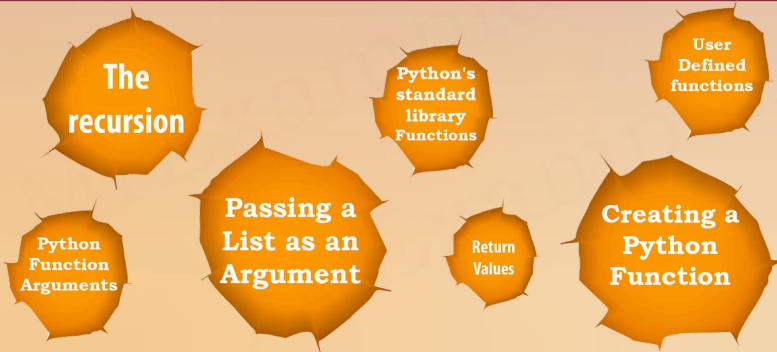 The
recursion
Python's
standard
library
Functions
User
Defined
functions
Python
Function
Arguments
Passing a
List as an
Argument
Return
Values
Creating a
Python
Function